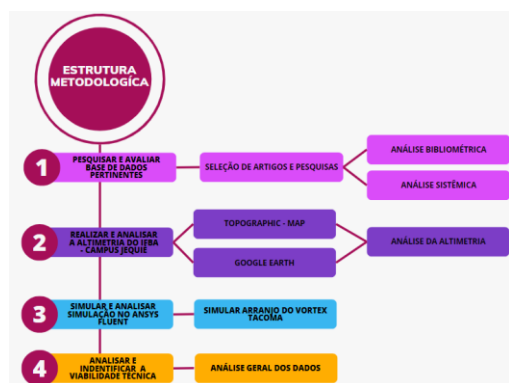 ESTRUTURA
METODOLOGÍCA
1
PESQUISAR E AVALIAR
BASE DE DADOS
PERTINENTES
SELEÇÃO DE ARTIGOS E PESQUISAS
ANÁLISE BIBLIOMÉTRICA
ANÁLISE SISTÊMICA
2
REALIZAR E ANALISAR
A ALTIMETRIA DO IFBA
- CAMPUS JEQUIÉ
TOPOGRAPHIC - MAP
GOOGLE EARTH
ANÁLISE DA ALTIMETRIA
3
SIMULAR E ANALISAR
SIMULAÇÃO NO ANSYS
FLUENT
SIMULAR ARRANJO DO VORTEX
TACOMA
4
ANALISAR E
INDENTIFICAR A
VIABILIDADE TÉCNICA
ANÁLISE GERAL DOS DADOS